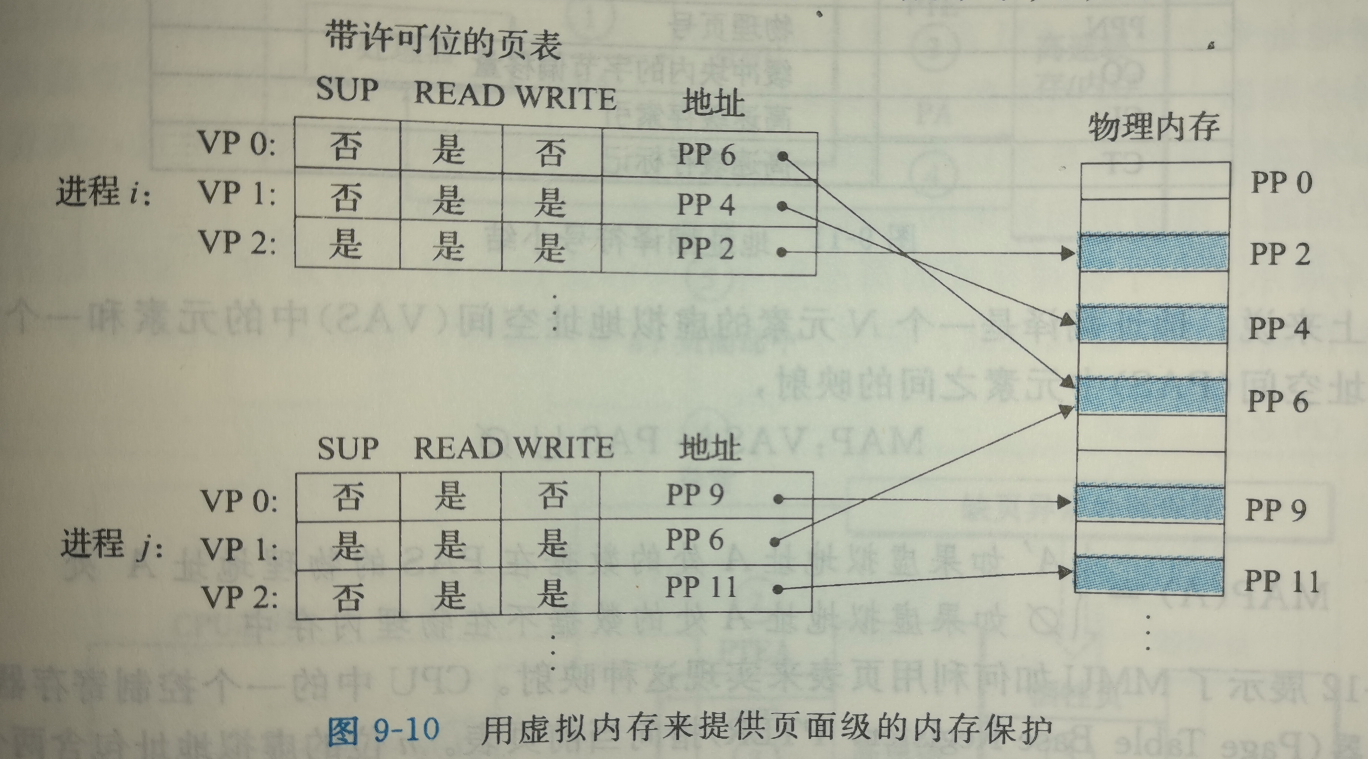 带许可位的页表
SUP READ WRITE 地址
物理内存
VP 0: 否 是 否 PP 6
进程 i: VP 1: 否 是 是 PP 4
VP 2: 是 是 是 PP 2
PP 0
PP 2
PP 4
PP 6
PP 9
PP 11
⋮
SUP READ WRITE 地址
VP 0: 否 是 否 PP 9
进程 j: VP 1: 是 是 是 PP 6
VP 2: 否 是 是 PP 11
⋮
⋮
图 9-10 用虚拟内存来提供页面级的内存保护